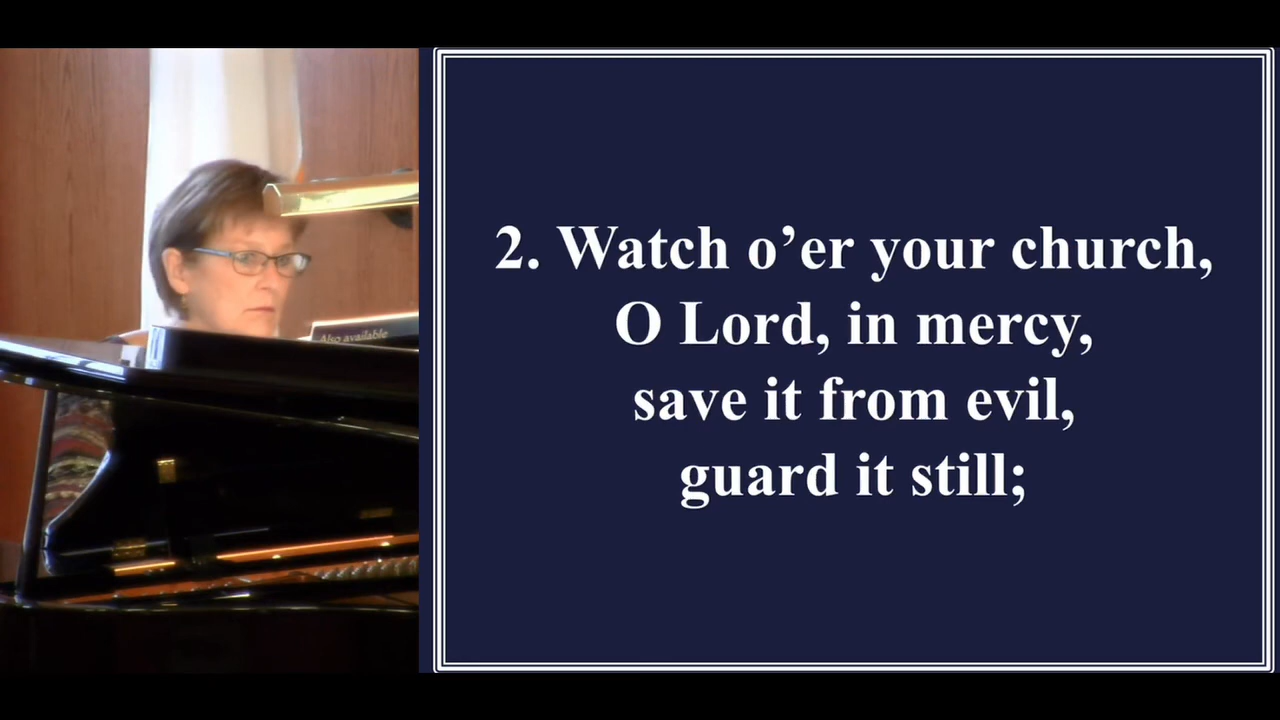 Also available
2. Watch o’er your church,
O Lord, in mercy,
save it from evil,
guard it still;